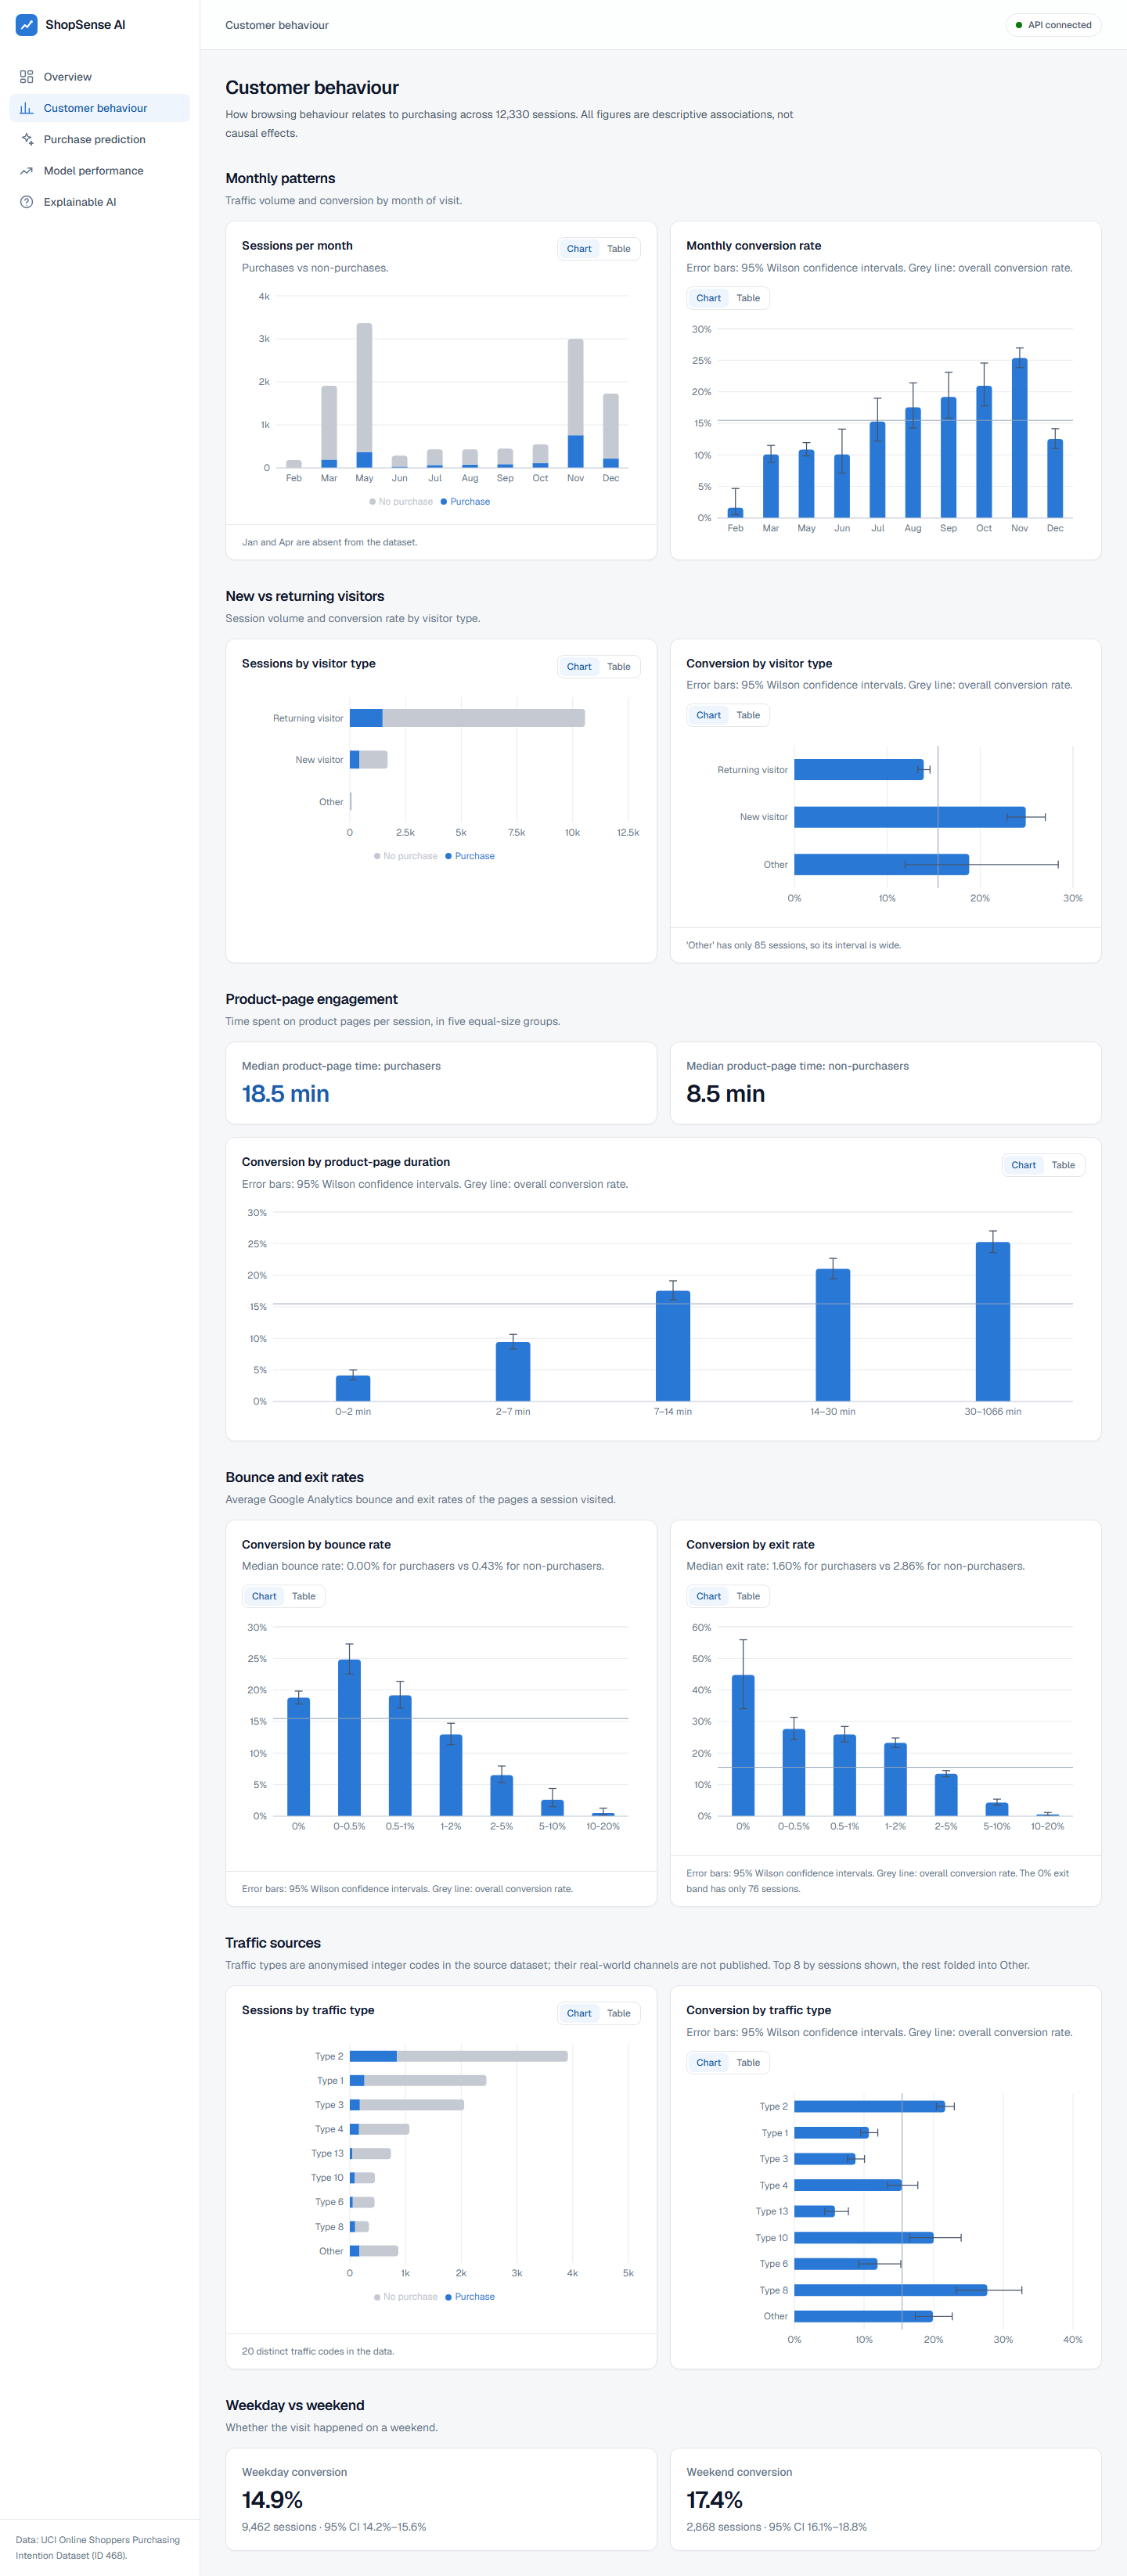 ShopSense AI
Overview
Customer behaviour
Purchase prediction
Model performance
Explainable AI
Data: UCI Online Shoppers Purchasing
Intention Dataset (ID 468).
Customer behaviour
API connected
Customer behaviour
How browsing behaviour relates to purchasing across 12,330 sessions. All figures are descriptive associations, not
causal effects.
Monthly patterns
Traffic volume and conversion by month of visit.
Sessions per month
Chart Table
Purchases vs non-purchases.
4k
3k
2k
1k
0
Feb Mar May Jun Jul Aug Sep Oct Nov Dec
No purchase Purchase
Jan and Apr are absent from the dataset.
Monthly conversion rate
Error bars: 95% Wilson confidence intervals. Grey line: overall conversion rate.
Chart Table
30%
25%
20%
15%
10%
5%
0%
Feb Mar May Jun Jul Aug Sep Oct Nov Dec
New vs returning visitors
Session volume and conversion rate by visitor type.
Sessions by visitor type
Chart Table
Returning visitor
New visitor
Other
0 2.5k 5k 7.5k 10k 12.5k
No purchase Purchase
Conversion by visitor type
Error bars: 95% Wilson confidence intervals. Grey line: overall conversion rate.
Chart Table
Returning visitor
New visitor
Other
0% 10% 20% 30%
'Other' has only 85 sessions, so its interval is wide.
Product-page engagement
Time spent on product pages per session, in five equal-size groups.
Median product-page time: purchasers
18.5 min
Median product-page time: non-purchasers
8.5 min
Conversion by product-page duration
Chart Table
Error bars: 95% Wilson confidence intervals. Grey line: overall conversion rate.
30%
25%
20%
15%
10%
5%
0%
0–2 min 2–7 min 7–14 min 14–30 min 30–1066 min
Bounce and exit rates
Average Google Analytics bounce and exit rates of the pages a session visited.
Conversion by bounce rate
Median bounce rate: 0.00% for purchasers vs 0.43% for non-purchasers.
Chart Table
30%
25%
20%
15%
10%
5%
0%
0% 0-0.5% 0.5-1% 1-2% 2-5% 5-10% 10-20%
Error bars: 95% Wilson confidence intervals. Grey line: overall conversion rate.
Conversion by exit rate
Median exit rate: 1.60% for purchasers vs 2.86% for non-purchasers.
Chart Table
60%
50%
40%
30%
20%
10%
0%
0% 0-0.5% 0.5-1% 1-2% 2-5% 5-10% 10-20%
Error bars: 95% Wilson confidence intervals. Grey line: overall conversion rate. The 0% exit
band has only 76 sessions.
Traffic sources
Traffic types are anonymised integer codes in the source dataset; their real-world channels are not published. Top 8 by sessions shown, the rest folded into Other.
Sessions by traffic type
Chart Table
Type 2
Type 1
Type 3
Type 4
Type 13
Type 10
Type 6
Type 8
Other
0 1k 2k 3k 4k 5k
No purchase Purchase
20 distinct traffic codes in the data.
Conversion by traffic type
Error bars: 95% Wilson confidence intervals. Grey line: overall conversion rate.
Chart Table
Type 2
Type 1
Type 3
Type 4
Type 13
Type 10
Type 6
Type 8
Other
0% 10% 20% 30% 40%
Weekday vs weekend
Whether the visit happened on a weekend.
Weekday conversion
14.9%
9,462 sessions · 95% CI 14.2%–15.6%
Weekend conversion
17.4%
2,868 sessions · 95% CI 16.1%–18.8%